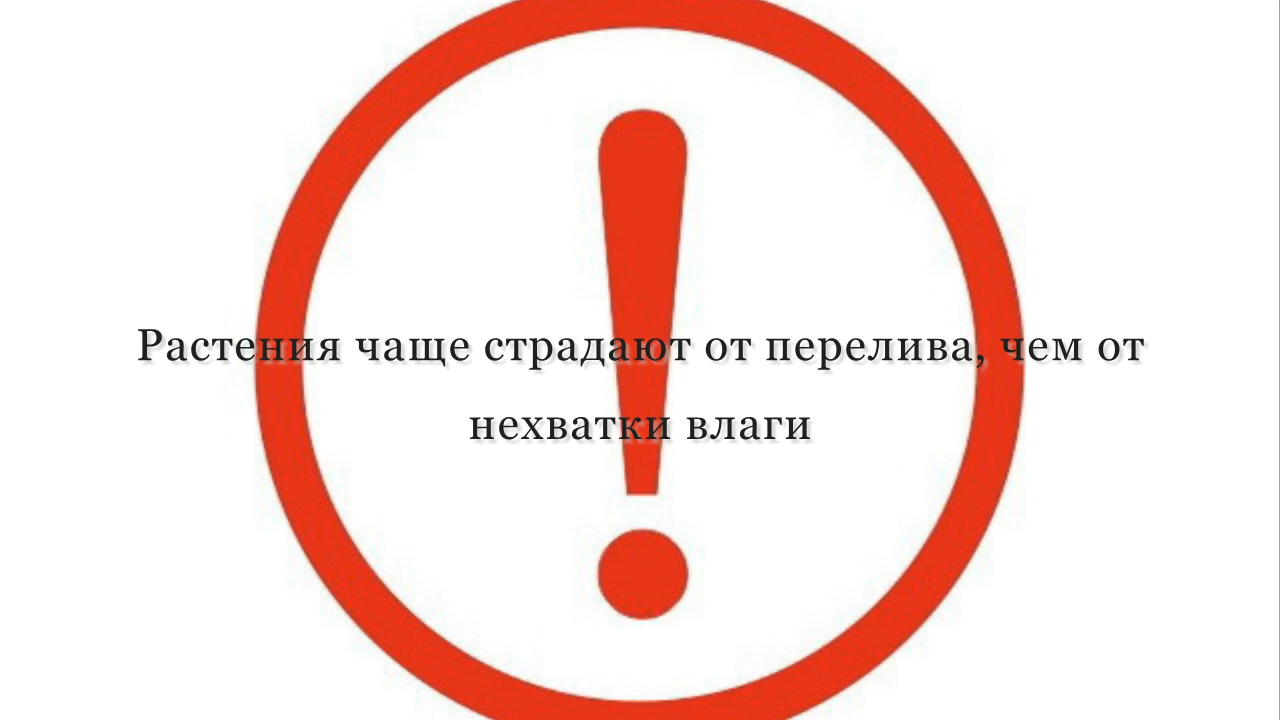 Растения чаще страдают от перелива, чем от
нехватки влаги